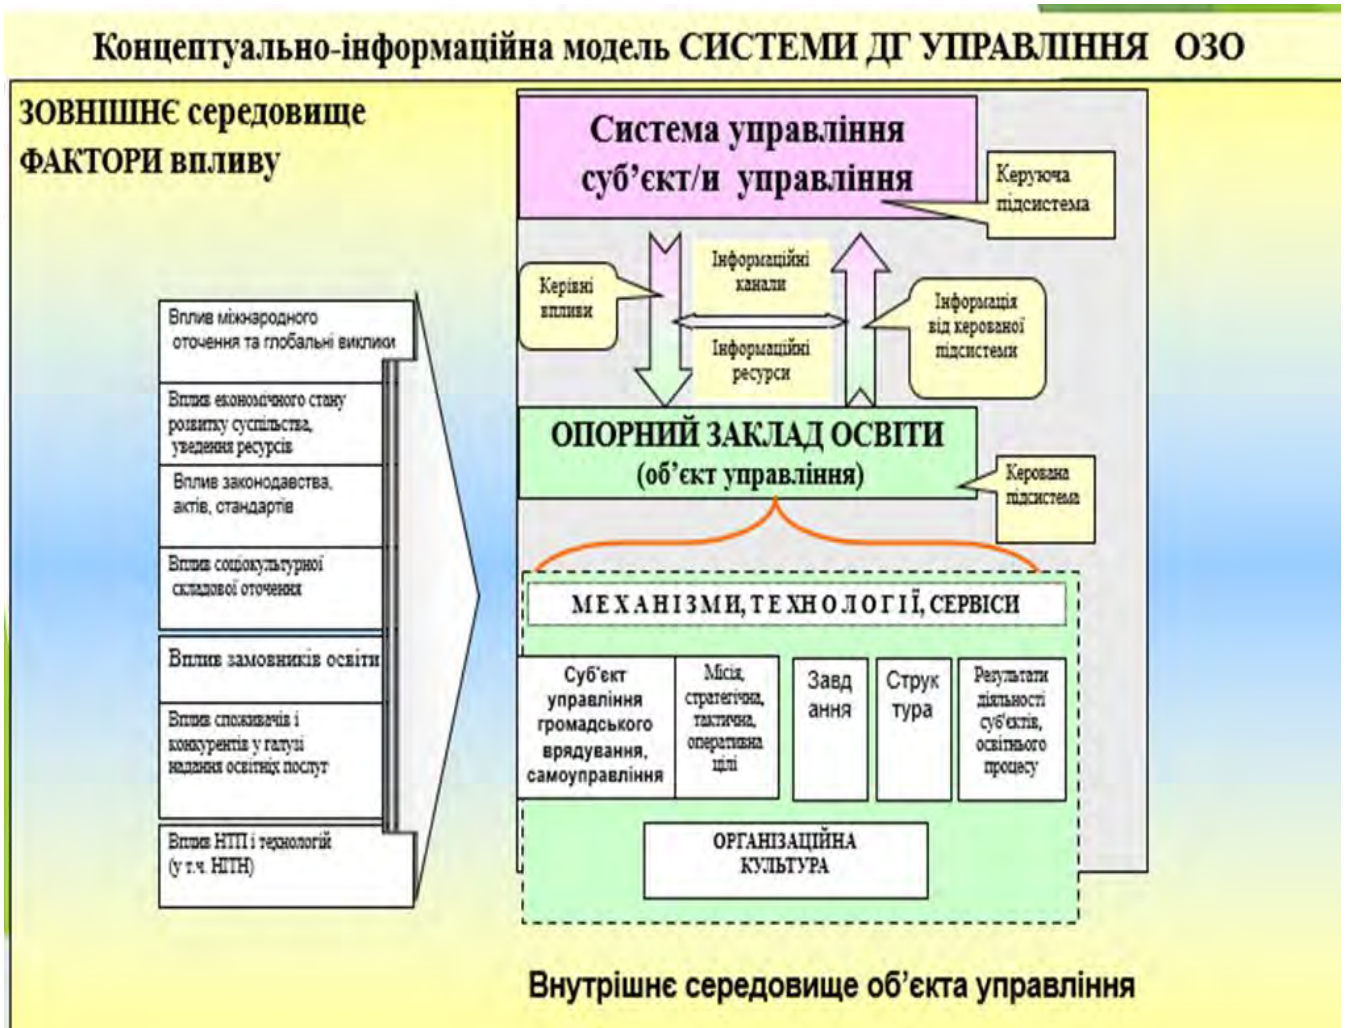 Концептуально-інформаційна модель СИСТЕМИ ДГ УПРАВЛІННЯ ОЗО
ЗОВНІШНЄ середовище
ФАКТОРИ впливу
Вплив міжнародного
оточення та глобальні виклики
Вплив економічного стану
розвитку суспільства,
уведення ресурсів
Вплив законодавства,
актів, стандартів
Вплив соціокультурної
складової оточення
Вплив замовників освіти
Вплив споживачів і
конкурентів у галузі
надання освітніх послуг
Вплив НТП і технологій
(у т.ч. НІТН)
Система управління
суб’єкт/и управління
Керуюча
підсистема
Керівні
впливи
Інформаційні
канали
Інформаційні
ресурси
Інформація
від керованої
підсистеми
ОПОРНИЙ ЗАКЛАД ОСВІТИ
(об’єкт управління)
Керована
підсистема
М Е Х А Н І З М И, Т Е Х Н О Л О Г І Ї, СЕРВІСИ
Суб’єкт
управління
громадського
врядування,
самоуправління
Місія,
стратегічна,
тактична,
оперативна
цілі
Завд
ання
Струк
тура
Результати
діяльності
суб'єктів,
освітнього
процесу
ОРГАНІЗАЦІЙНА
КУЛЬТУРА
Внутрішнє середовище об’єкта управління